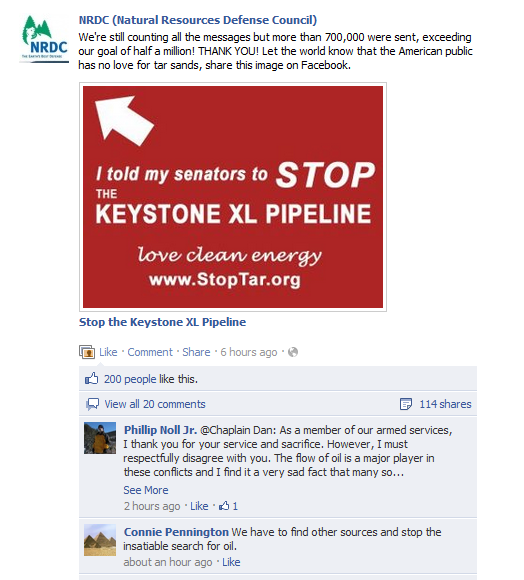 NRDC (Natural Resources Defense Council)
We're still counting all the messages but more than 700,000 were sent, exceeding
our goal of half a million! THANK YOU! Let the world know that the American public
has no love for tar sands, share this image on Facebook.
NRDC
THE EARTH'S BEST DEFENSE
I told my senators to STOP
THE
KEYSTONE XL PIPELINE
love clean energy
www.StopTar.org
Stop the Keystone XL Pipeline
Like · Comment · Share · 6 hours ago ·
200 people like this.
View all 20 comments
114 shares
Phillip Noll Jr. @Chaplain Dan: As a member of our armed services,
I thank you for your service and sacrifice. However, I must
respectfully disagree with you. The flow of oil is a major player in
these conflicts and I find it a very sad fact that many so...
See More
2 hours ago · Like · 1
Connie Pennington We have to find other sources and stop the
insatiable search for oil.
about an hour ago · Like